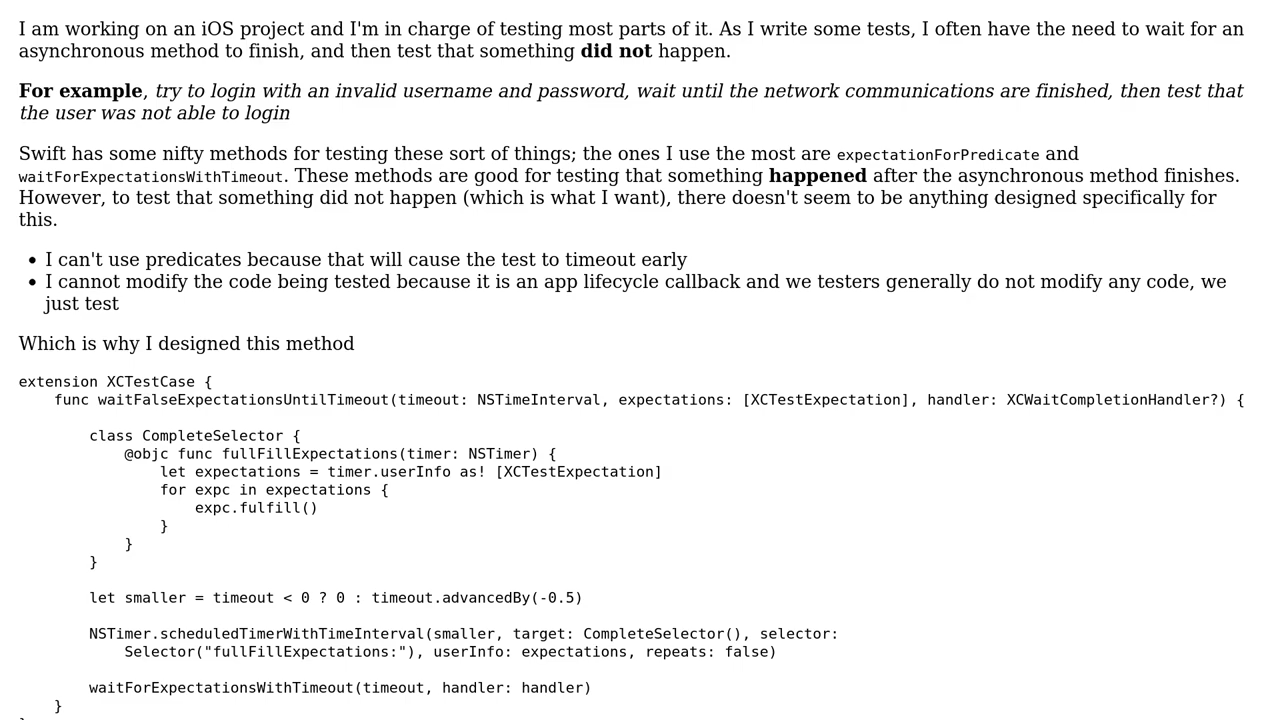 I am working on an iOS project and I'm in charge of testing most parts of it. As I write some tests, I often have the need to wait for an
asynchronous method to finish, and then test that something did not happen.
For example, try to login with an invalid username and password, wait until the network communications are finished, then test that
the user was not able to login
Swift has some nifty methods for testing these sort of things; the ones I use the most are expectationForPredicate and
waitForExpectationsWithTimeout. These methods are good for testing that something happened after the asynchronous method finishes.
However, to test that something did not happen (which is what I want), there doesn't seem to be anything designed specifically for
this.
• I can't use predicates because that will cause the test to timeout early
• I cannot modify the code being tested because it is an app lifecycle callback and we testers generally do not modify any code, we
just test
Which is why I designed this method
extension XCTestCase {
    func waitFalseExpectationsUntilTimeout(timeout: NSTimeInterval, expectations: [XCTestExpectation], handler: XCWaitCompletionHandler?) {
        class CompleteSelector {
            @objc func fullFillExpectations(timer: NSTimer) {
                let expectations = timer.userInfo as! [XCTestExpectation]
                for expc in expectations {
                    expc.fulfill()
                }
            }
        }
        let smaller = timeout < 0 ? 0 : timeout.advancedBy(-0.5)
        NSTimer.scheduledTimerWithTimeInterval(smaller, target: CompleteSelector(), selector:
            Selector("fullFillExpectations:"), userInfo: expectations, repeats: false)
        waitForExpectationsWithTimeout(timeout, handler: handler)
    }